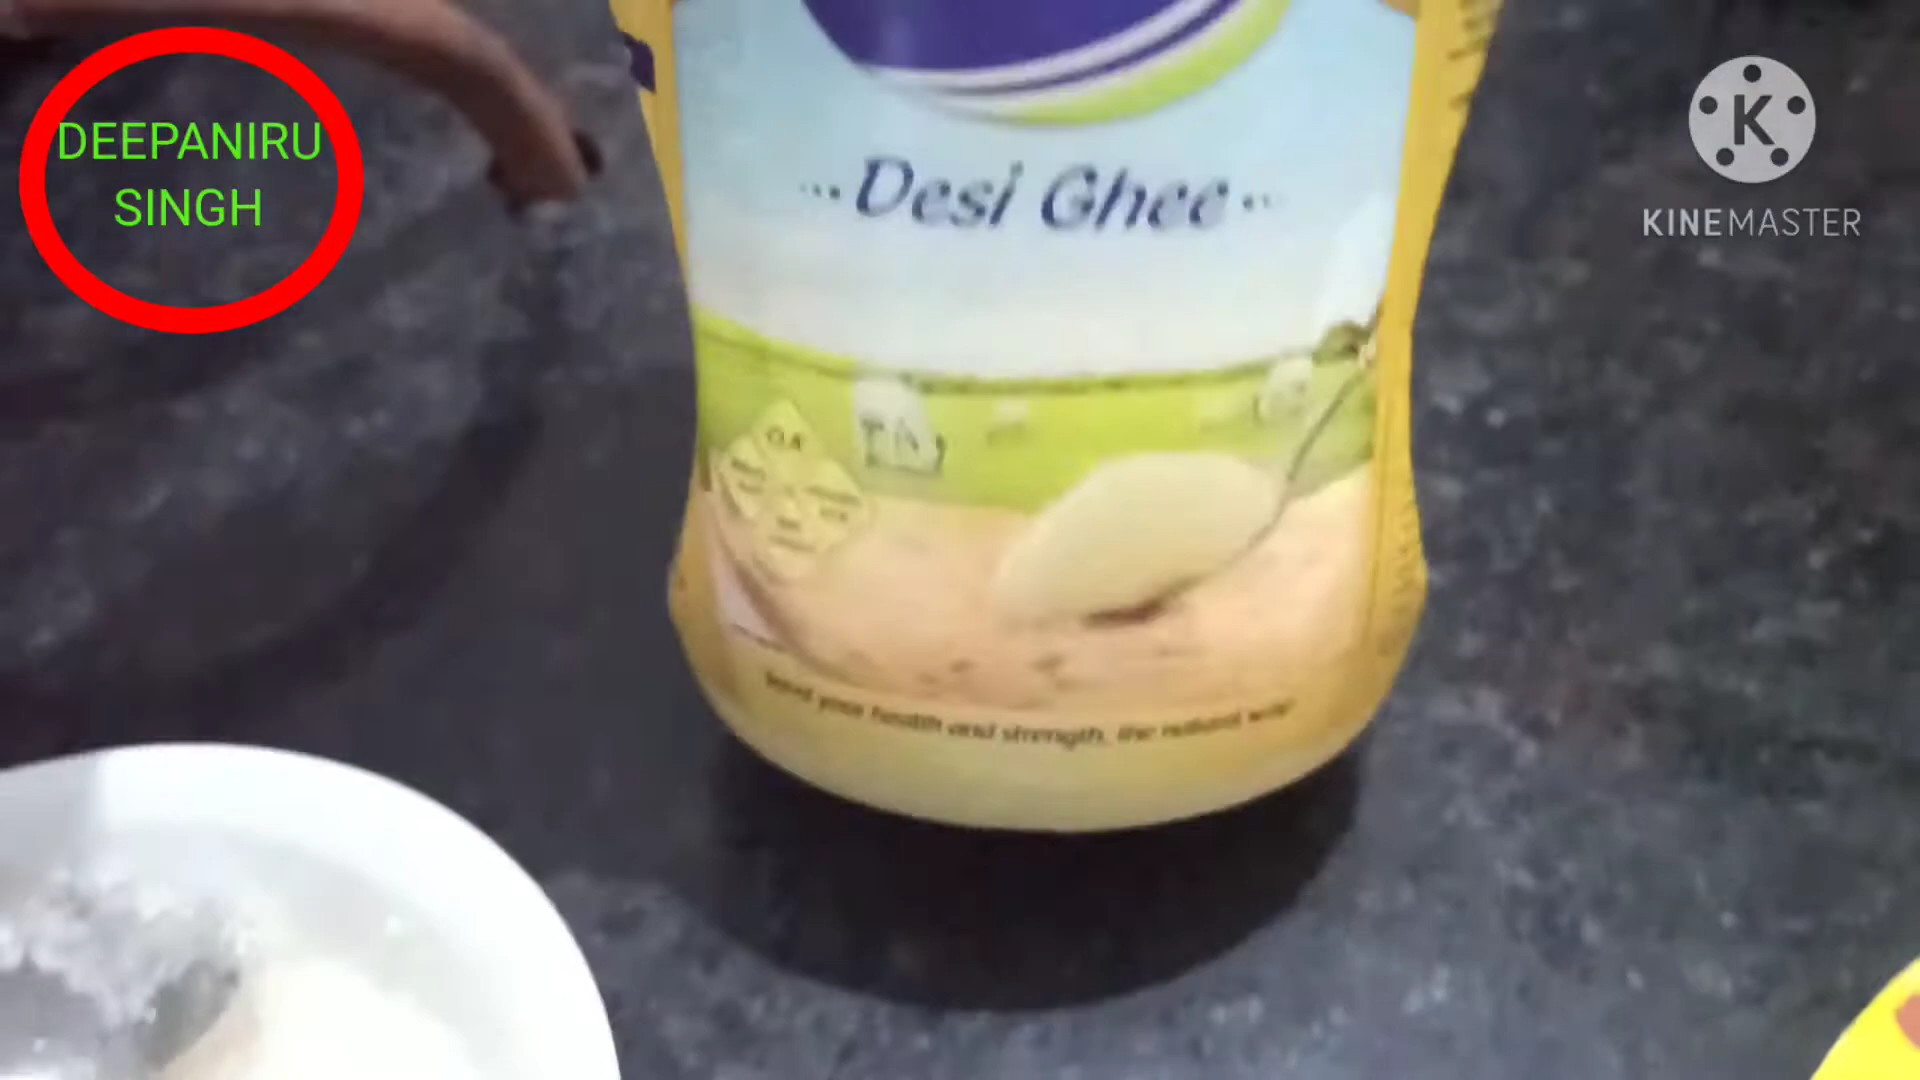 DEEPANIRU
SINGH
K
KINEMASTER
...Desi Ghee...
your health and strength, the natural way